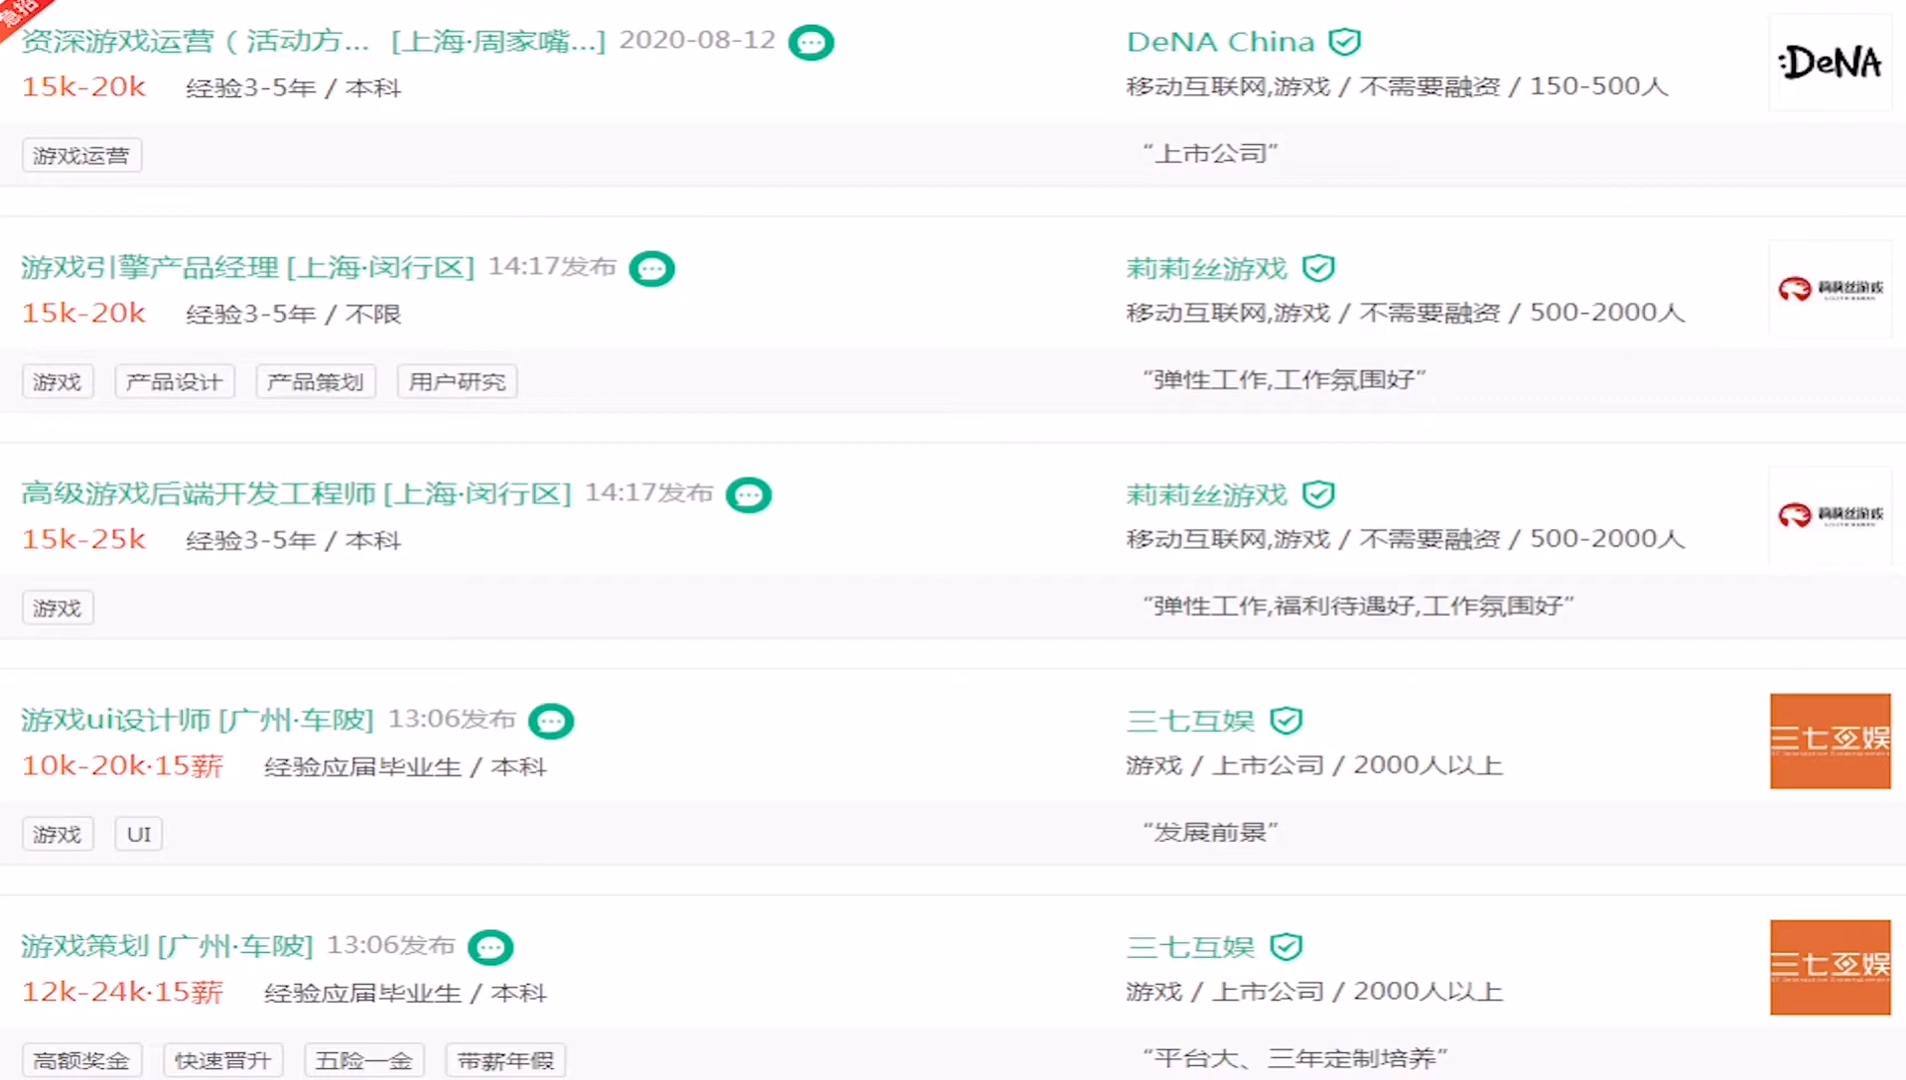 急招
资深游戏运营（活动方... [上海·周家嘴...] 2020-08-12
DeNA China
:DeNA
15k-20k 经验3-5年 / 本科
移动互联网,游戏 / 不需要融资 / 150-500人
游戏运营
“上市公司”
游戏引擎产品经理 [上海·闵行区] 14:17发布
莉莉丝游戏
莉莉丝游戏
15k-20k 经验3-5年 / 不限
移动互联网,游戏 / 不需要融资 / 500-2000人
游戏 产品设计 产品策划 用户研究
“弹性工作,工作氛围好”
高级游戏后端开发工程师 [上海·闵行区] 14:17发布
莉莉丝游戏
莉莉丝游戏
15k-25k 经验3-5年 / 本科
移动互联网,游戏 / 不需要融资 / 500-2000人
游戏
“弹性工作,福利待遇好,工作氛围好”
游戏ui设计师 [广州·车陂] 13:06发布
三七互娱
三七互娱
10k-20k·15薪 经验应届毕业生 / 本科
游戏 / 上市公司 / 2000人以上
游戏 UI
“发展前景”
游戏策划 [广州·车陂] 13:06发布
三七互娱
三七互娱
12k-24k·15薪 经验应届毕业生 / 本科
游戏 / 上市公司 / 2000人以上
高额奖金 快速晋升 五险一金 带薪年假
“平台大、三年定制培养”